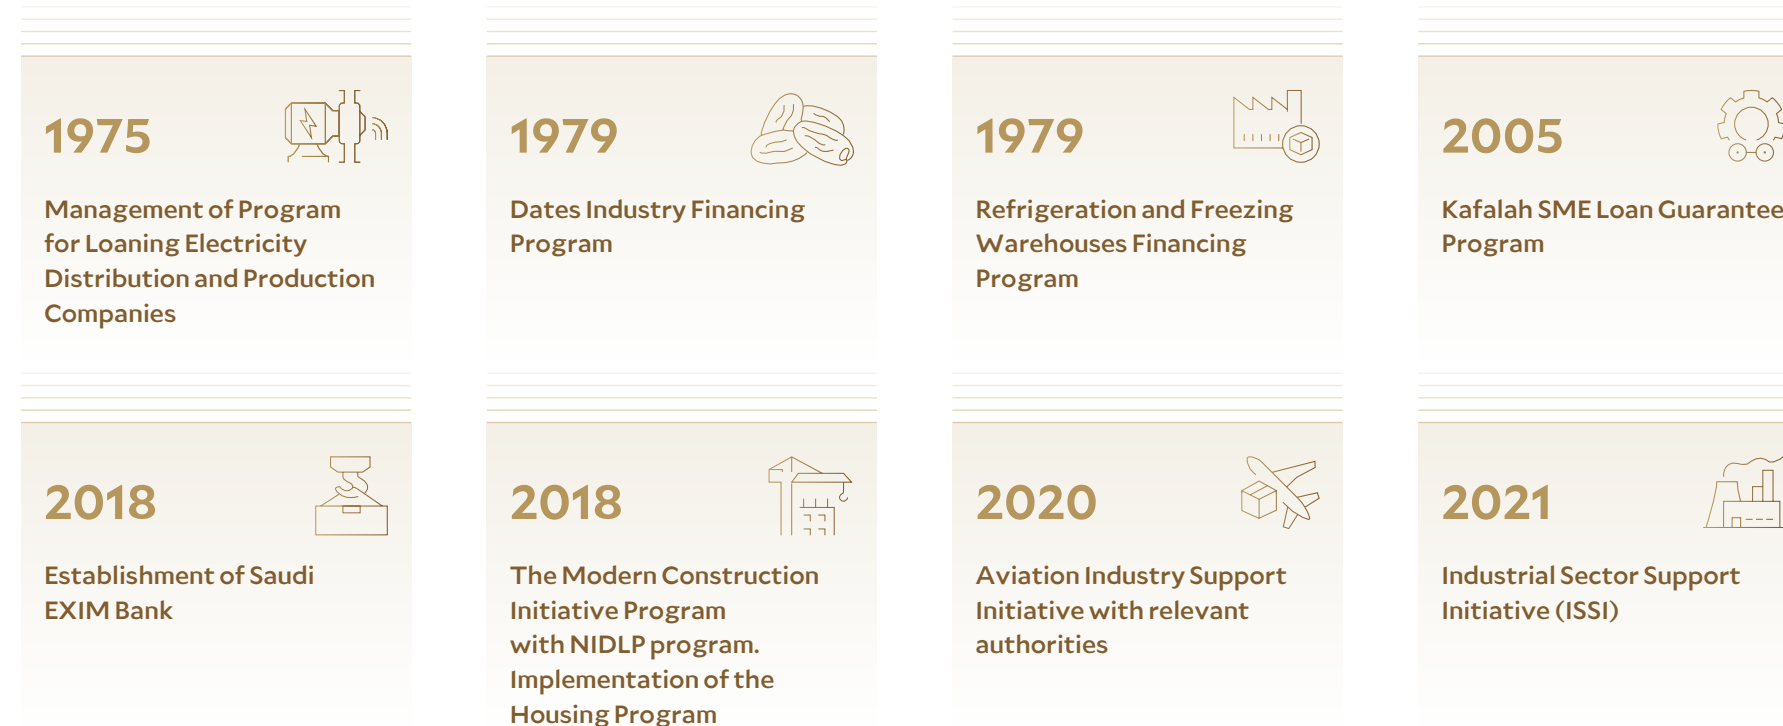 1975
Management of Program
for Loaning Electricity
Distribution and Production
Companies
1979
Dates Industry Financing
Program
1979
Refrigeration and Freezing
Warehouses Financing
Program
2005
Kafalah SME Loan Guarantee
Program
2018
Establishment of Saudi
EXIM Bank
2018
The Modern Construction
Initiative Program
with NIDLP program.
Implementation of the
Housing Program
2020
Aviation Industry Support
Initiative with relevant
authorities
2021
Industrial Sector Support
Initiative (ISSI)